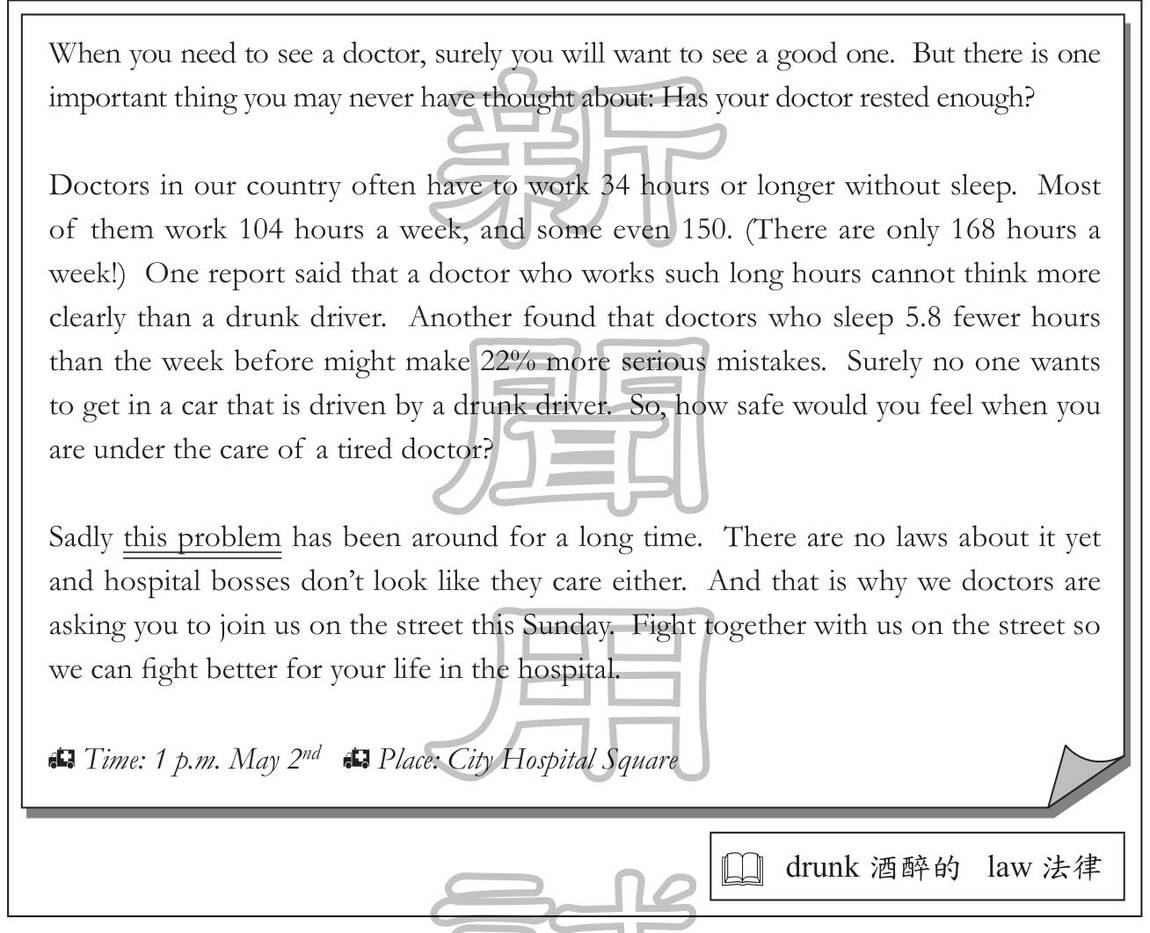 When you need to see a doctor, surely you will want to see a good one. But there is one
important thing you may never have thought about: Has your doctor rested enough?
Doctors in our country often have to work 34 hours or longer without sleep. Most
of them work 104 hours a week, and some even 150. (There are only 168 hours a
week!) One report said that a doctor who works such long hours cannot think more
clearly than a drunk driver. Another found that doctors who sleep 5.8 fewer hours
than the week before might make 22% more serious mistakes. Surely no one wants
to get in a car that is driven by a drunk driver. So, how safe would you feel when you
are under the care of a tired doctor?
Sadly this problem has been around for a long time. There are no laws about it yet
and hospital bosses don't look like they care either. And that is why we doctors are
asking you to join us on the street this Sunday. Fight together with us on the street so
we can fight better for your life in the hospital.
Time: 1 p.m. May 2nd Place: City Hospital Square
drunk 酒醉的 law 法律
新
聞
用